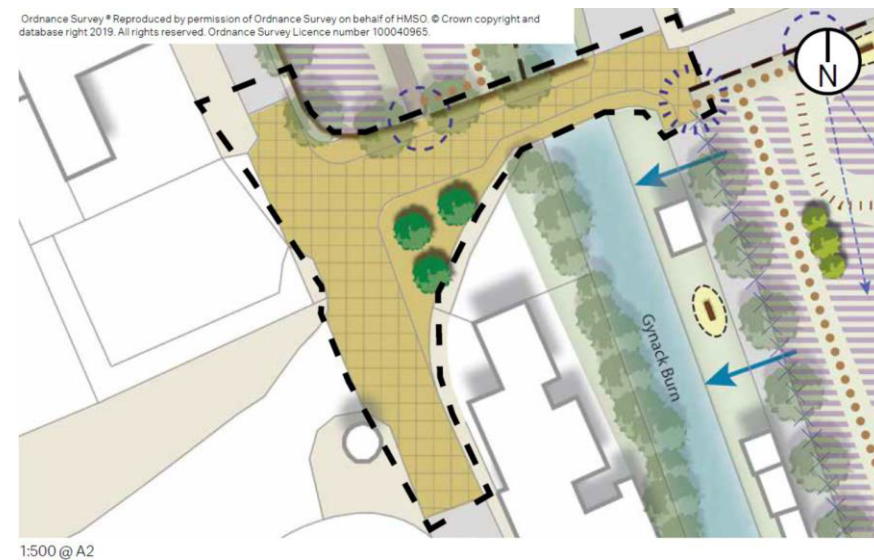 Ordnance Survey ® Reproduced by permission of Ordnance Survey on behalf of HMSO. © Crown copyright and
database right 2019. All rights reserved. Ordnance Survey Licence number 100040965.
N
Gynack Burn
1:500 @ A2